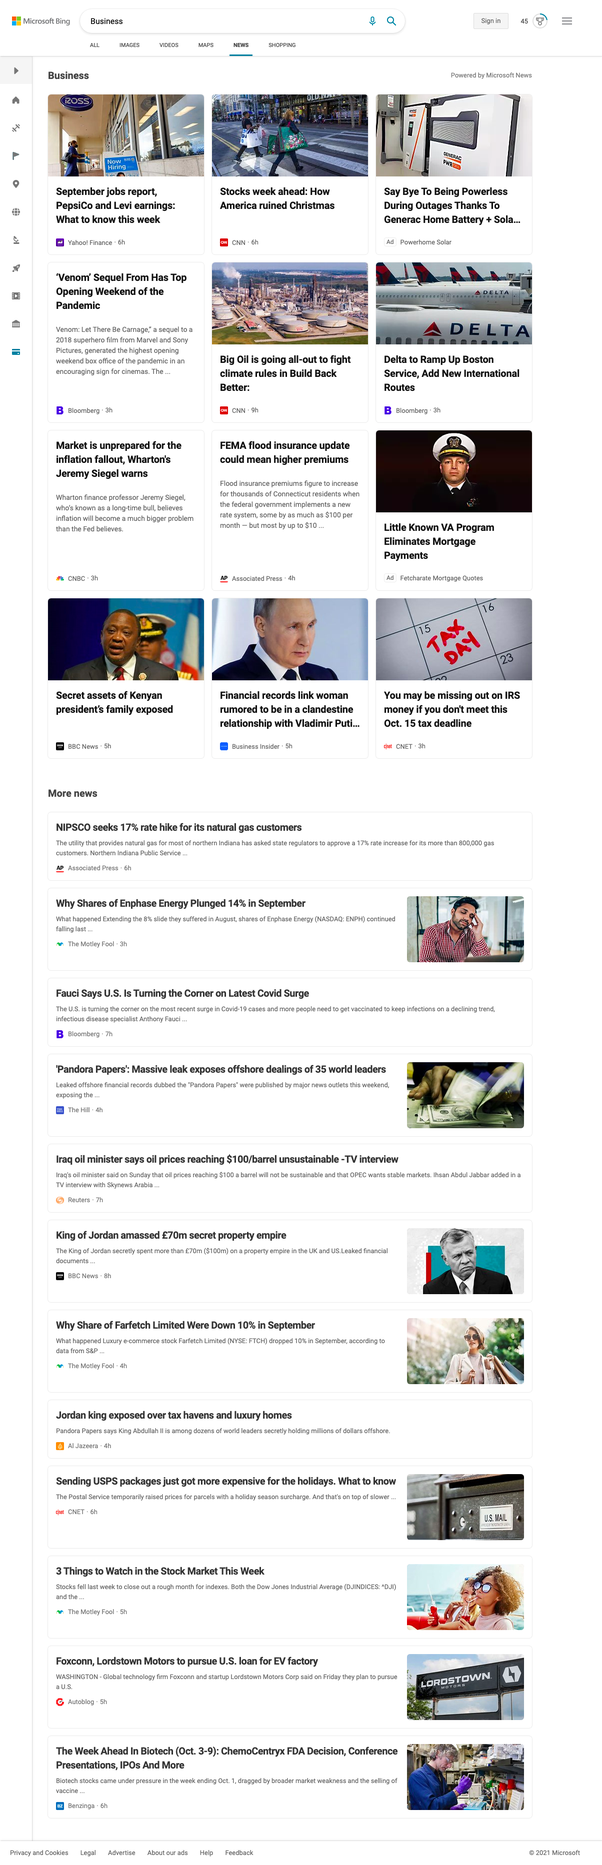 Microsoft Bing
Business
Sign in
45
ALL
IMAGES
VIDEOS
MAPS
NEWS
SHOPPING
Business
Powered by Microsoft News
ROSS
Now
Hiring
September jobs report,
PepsiCo and Levi earnings:
What to know this week
Yahoo! Finance · 6h
OLD NAVY
Stocks week ahead: How
America ruined Christmas
CNN · 6h
GENERAC
PWR
Say Bye To Being Powerless
During Outages Thanks To
Generac Home Battery + Sola...
Ad Powerhome Solar
'Venom' Sequel From Has Top
Opening Weekend of the
Pandemic
Venom: Let There Be Carnage," a sequel to a
2018 superhero film from Marvel and Sony
Pictures, generated the highest opening
weekend box office of the pandemic in an
encouraging sign for cinemas. The ...
B Bloomberg · 3h
Big Oil is going all-out to fight
climate rules in Build Back
Better:
CNN · 9h
DELTA
DELTA
Delta to Ramp Up Boston
Service, Add New International
Routes
B Bloomberg · 3h
Market is unprepared for the
inflation fallout, Wharton's
Jeremy Siegel warns
Wharton finance professor Jeremy Siegel,
who's known as a long-time bull, believes
inflation will become a much bigger problem
than the Fed believes.
CNBC · 3h
FEMA flood insurance update
could mean higher premiums
Flood insurance premiums figure to increase
for thousands of Connecticut residents when
the federal government implements a new
rate system, some by as much as $100 per
month — but most by up to $10 ...
AP Associated Press · 4h
Little Known VA Program
Eliminates Mortgage
Payments
Ad Fetcharate Mortgage Quotes
Secret assets of Kenyan
president's family exposed
BBC News · 5h
Financial records link woman
rumored to be in a clandestine
relationship with Vladimir Puti...
Business Insider · 5h
15
16
TAX
DAY
22
23
You may be missing out on IRS
money if you don't meet this
Oct. 15 tax deadline
CNET · 3h
More news
NIPSCO seeks 17% rate hike for its natural gas customers
The utility that provides natural gas for most of northern Indiana has asked state regulators to approve a 17% rate increase for its more than 800,000 gas
customers. Northern Indiana Public Service ...
AP Associated Press · 6h
Why Shares of Enphase Energy Plunged 14% in September
What happened Extending the 8% slide they suffered in August, shares of Enphase Energy (NASDAQ: ENPH) continued
falling last ...
The Motley Fool · 3h
Fauci Says U.S. Is Turning the Corner on Latest Covid Surge
The U.S. is turning the corner on the most recent surge in Covid-19 cases and more people need to get vaccinated to keep infections on a declining trend,
infectious disease specialist Anthony Fauci ...
B Bloomberg · 7h
'Pandora Papers': Massive leak exposes offshore dealings of 35 world leaders
Leaked offshore financial records dubbed the "Pandora Papers" were published by major news outlets this weekend,
exposing the ...
The Hill · 4h
Iraq oil minister says oil prices reaching $100/barrel unsustainable -TV interview
Iraq's oil minister said on Sunday that oil prices reaching $100 a barrel will not be sustainable and that OPEC wants stable markets. Ihsan Abdul Jabbar added in a
TV interview with Skynews Arabia ...
Reuters · 7h
King of Jordan amassed £70m secret property empire
The King of Jordan secretly spent more than £70m ($100m) on a property empire in the UK and US.Leaked financial
documents ...
BBC News · 8h
Why Share of Farfetch Limited Were Down 10% in September
What happened Luxury e-commerce stock Farfetch Limited (NYSE: FTCH) dropped 10% in September, according to
data from S&P ...
The Motley Fool · 4h
Jordan king exposed over tax havens and luxury homes
Pandora Papers says King Abdullah II is among dozens of world leaders secretly holding millions of dollars offshore.
Al Jazeera · 4h
Sending USPS packages just got more expensive for the holidays. What to know
The Postal Service temporarily raised prices for parcels with a holiday season surcharge. And that's on top of slower ...
CNET · 6h
U.S. MAIL
3 Things to Watch in the Stock Market This Week
Stocks fell last week to close out a rough month for indexes. Both the Dow Jones Industrial Average (DJINDICES: ^DJI)
and the ...
The Motley Fool · 5h
Foxconn, Lordstown Motors to pursue U.S. loan for EV factory
WASHINGTON - Global technology firm Foxconn and startup Lordstown Motors Corp said on Friday they plan to pursue
a U.S.
Autoblog · 5h
LORDSTOWN
MOTORS
The Week Ahead In Biotech (Oct. 3-9): ChemoCentryx FDA Decision, Conference
Presentations, IPOs And More
Biotech stocks came under pressure in the week ending Oct. 1, dragged by broader market weakness and the selling of
vaccine ...
BZ Benzinga · 6h
Privacy and Cookies
Legal
Advertise
About our ads
Help
Feedback
© 2021 Microsoft